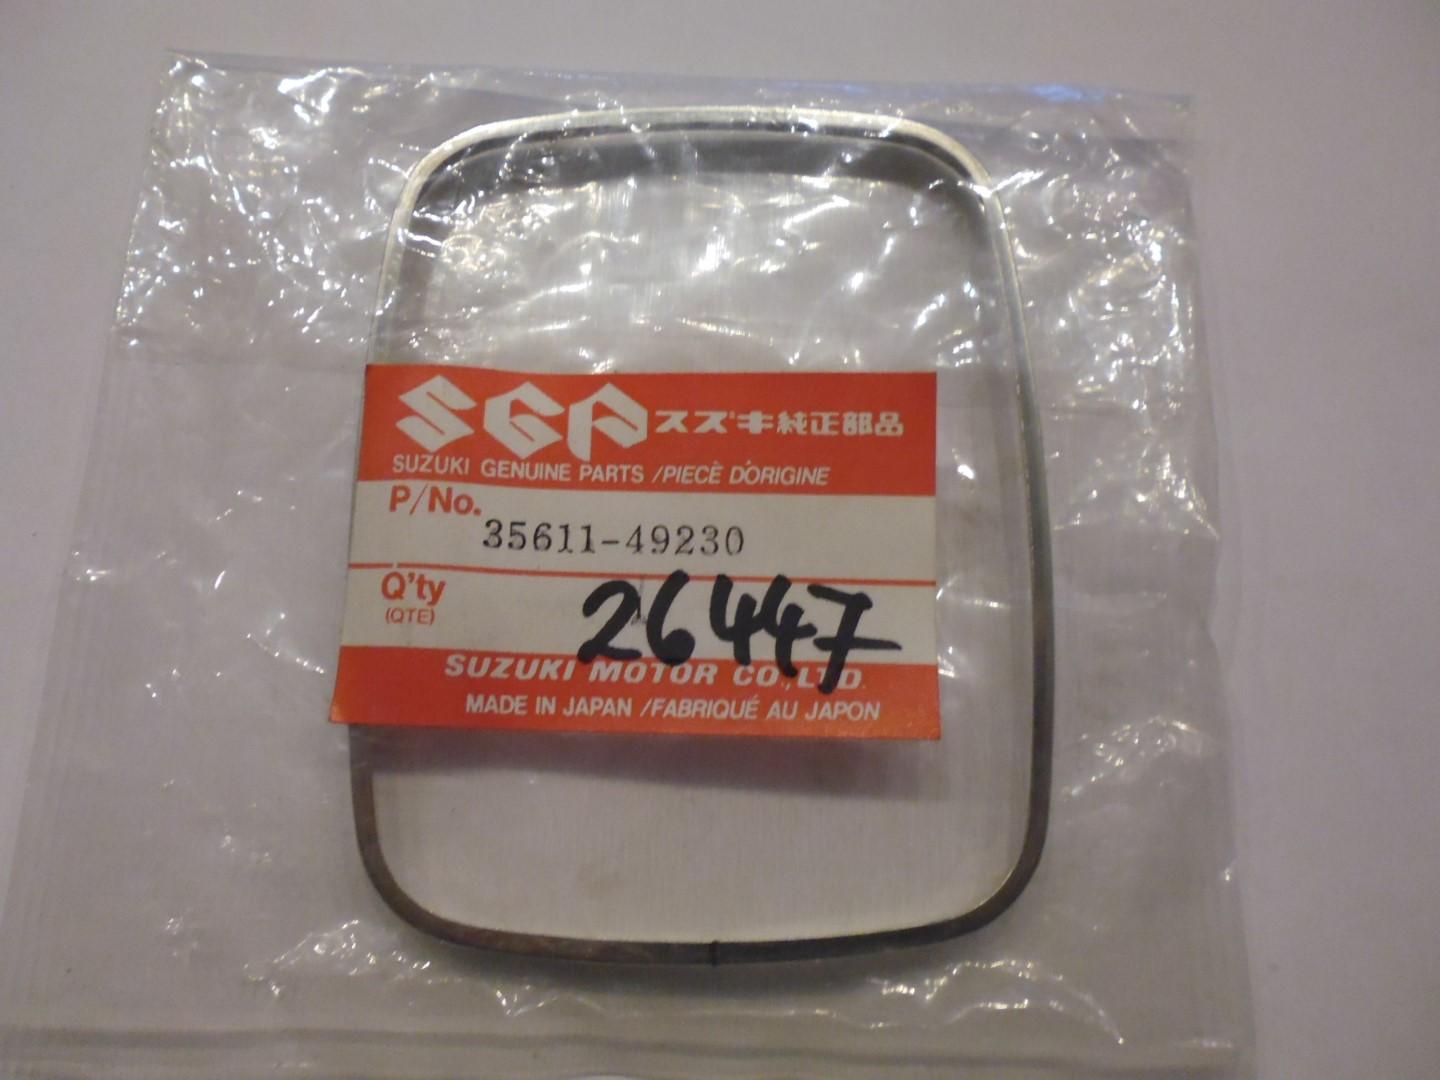 SGP スズキ純正部品
SUZUKI GENUINE PARTS /PIECÈ D'ORIGINE
P/No.
35611-49230
Q'ty
(QTE)
26447
SUZUKI MOTOR CO.,LTD.
MADE IN JAPAN /FABRIQUÉ AU JAPON